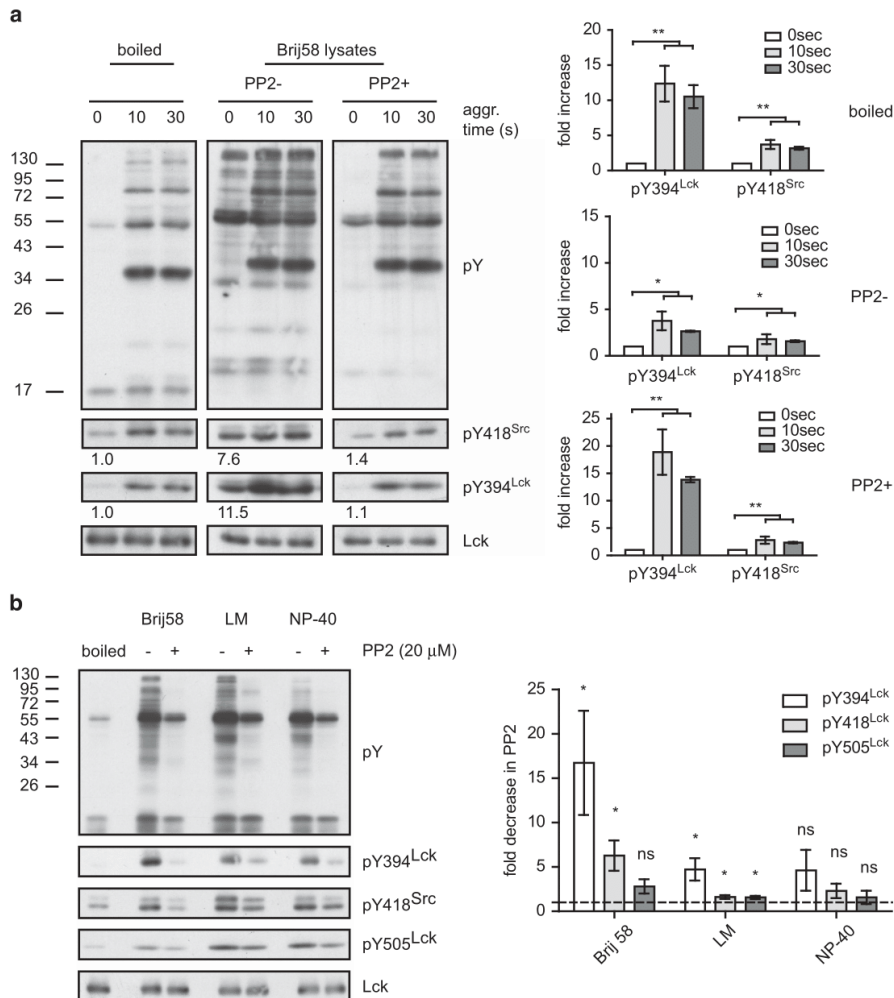 a
boiled
Brij58 lysates
PP2-
PP2+
0 10 30 0 10 30 0 10 30
aggr.
time (s)
130
95
72
55
43
34
26
17
pY
pY418Src
1.0 7.6 1.4
pY394Lck
1.0 11.5 1.1
Lck
fold increase
20
15
10
5
0
0sec
10sec
30sec
**
**
pY394Lck pY418Src
boiled
fold increase
15
10
5
0
0sec
10sec
30sec
*
*
pY394Lck pY418Src
PP2-
fold increase
25
20
15
10
5
0
0sec
10sec
30sec
**
**
pY394Lck pY418Src
PP2+
b
Brij58 LM NP-40
boiled - + - + - + PP2 (20 µM)
130
95
72
55
43
34
26
pY
pY394Lck
pY418Src
pY505Lck
Lck
fold decrease in PP2
25
20
15
10
5
0
pY394Lck
pY418Lck
pY505Lck
* * ns
* * *
ns ns ns
Brij 58 LM NP-40